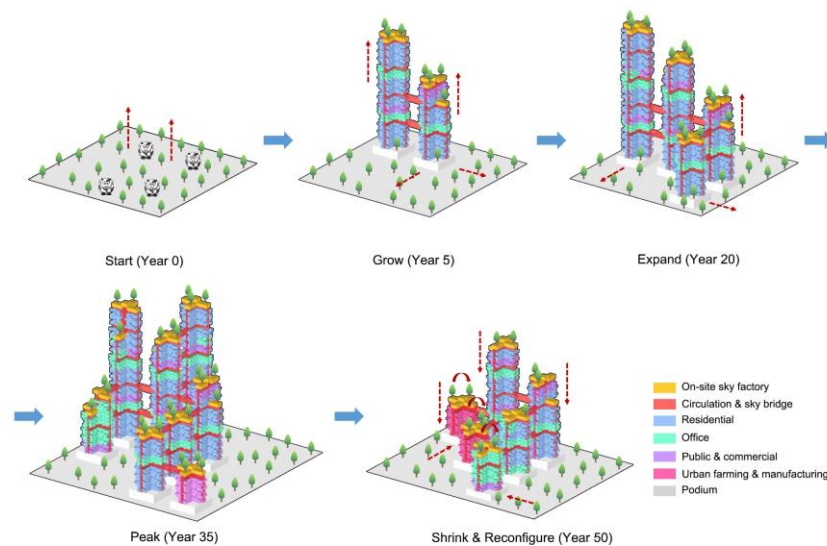 Start (Year 0)
Grow (Year 5)
Expand (Year 20)
Peak (Year 35)
Shrink & Reconfigure (Year 50)
On-site sky factory
Circulation & sky bridge
Residential
Office
Public & commercial
Urban farming & manufacturing
Podium